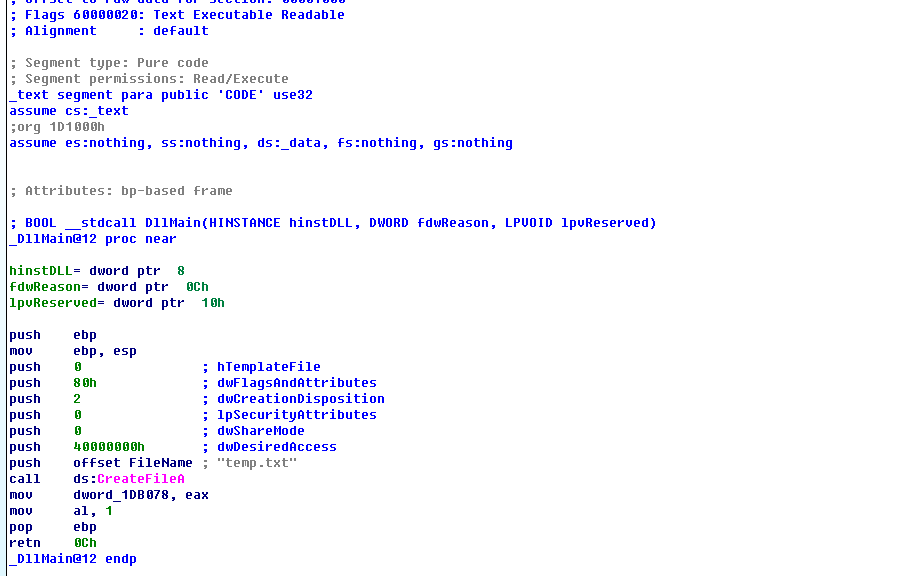 ; Flags 60000020: Text Executable Readable
; Alignment     : default
; Segment type: Pure code
; Segment permissions: Read/Execute
_text segment para public 'CODE' use32
assume cs:_text
;org 1D1000h
assume es:nothing, ss:nothing, ds:_data, fs:nothing, gs:nothing
; Attributes: bp-based frame
; BOOL __stdcall DllMain(HINSTANCE hinstDLL, DWORD fdwReason, LPVOID lpvReserved)
_DllMain@12 proc near
hinstDLL= dword ptr  8
fdwReason= dword ptr  0Ch
lpvReserved= dword ptr  10h
push    ebp
mov     ebp, esp
push    0               ; hTemplateFile
push    80h             ; dwFlagsAndAttributes
push    2               ; dwCreationDisposition
push    0               ; lpSecurityAttributes
push    0               ; dwShareMode
push    40000000h       ; dwDesiredAccess
push    offset FileName ; "temp.txt"
call    ds:CreateFileA
mov     dword_1DB078, eax
mov     al, 1
pop     ebp
retn    0Ch
_DllMain@12 endp